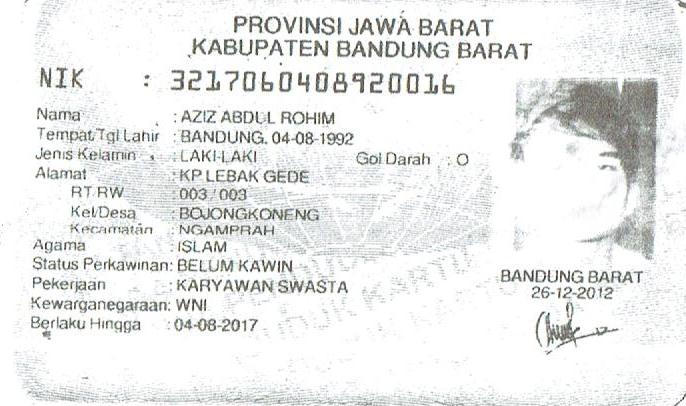 PROVINSI JAWA BARAT
KABUPATEN BANDUNG BARAT
NIK : 3217060408920016
Nama : AZIZ ABDUL ROHIM
Tempat/Tgl Lahir : BANDUNG, 04-08-1992
Jenis Kelamin : LAKI-LAKI Gol Darah : O
Alamat : KP LEBAK GEDE
RT/RW : 003 / 003
Kel/Desa : BOJONGKONENG
Kecamatan : NGAMPRAH
Agama : ISLAM
Status Perkawinan: BELUM KAWIN
Pekerjaan : KARYAWAN SWASTA
Kewarganegaraan: WNI
Berlaku Hingga : 04-08-2017
BANDUNG BARAT
26-12-2012